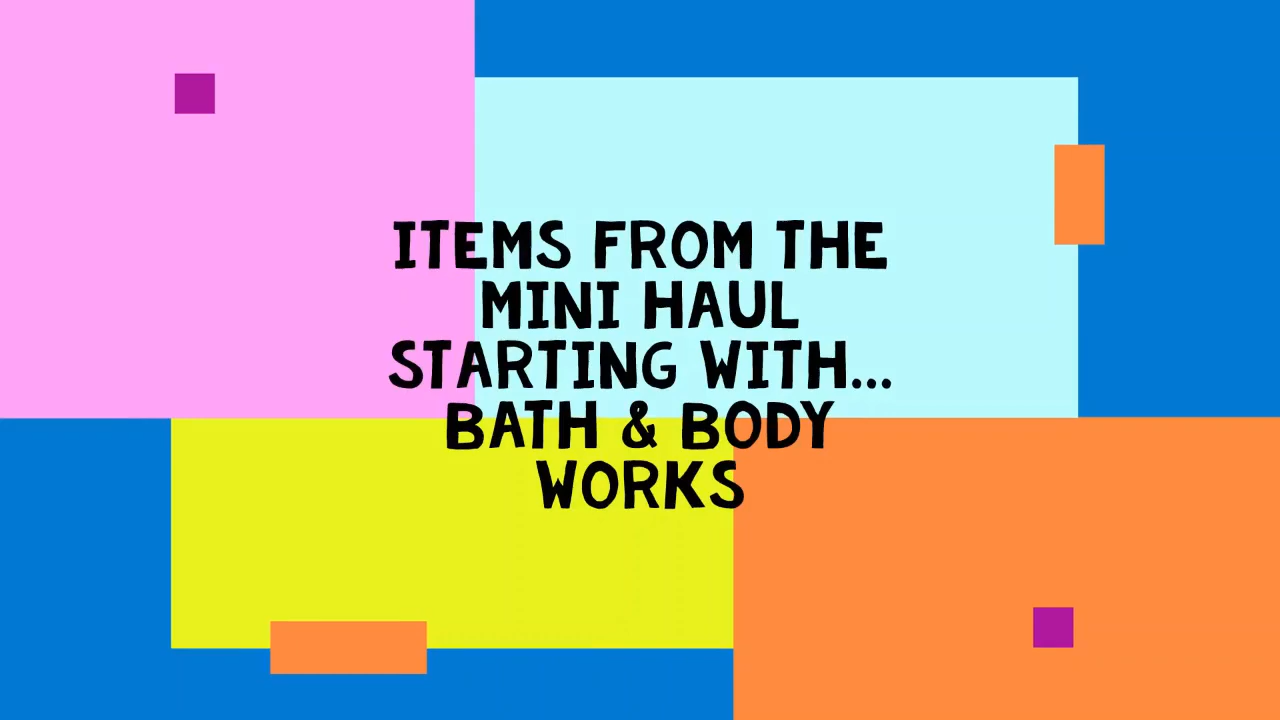 ITEMS FROM THE
MINI HAUL
STARTING WITH...
BATH & BODY
WORKS